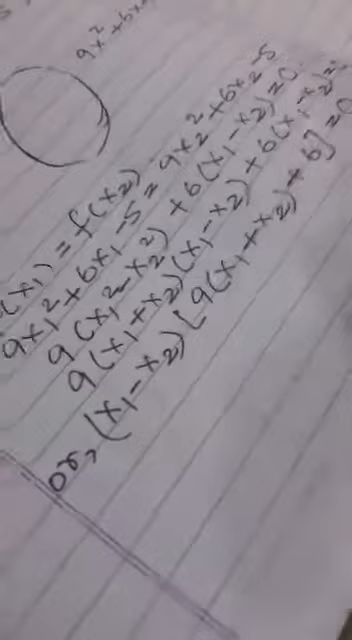 9x²+6x
f(x₁) = f(x₂)
9x₁²+6x₁-5 = 9x₂²+6x₂-5
9(x₁²-x₂²) + 6(x₁-x₂)=0
9(x₁+x₂)(x₁-x₂)+6(x₁-x₂)=
or, (x₁-x₂)[9(x₁+x₂)+6]=0